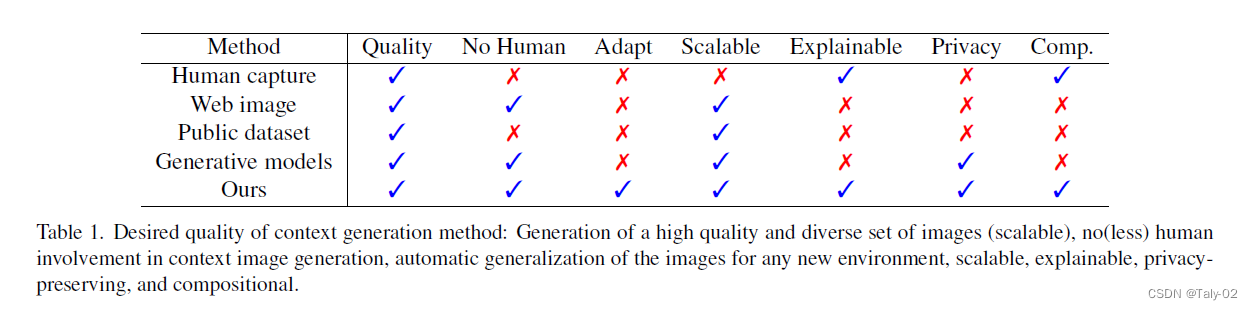 Method Quality No Human Adapt Scalable Explainable Privacy Comp.
Human capture ✓ ✗ ✗ ✗ ✓ ✗ ✓
Web image ✓ ✓ ✗ ✓ ✗ ✗ ✗
Public dataset ✓ ✗ ✗ ✓ ✗ ✗ ✗
Generative models ✓ ✓ ✗ ✓ ✗ ✓ ✗
Ours ✓ ✓ ✓ ✓ ✓ ✓ ✓
Table 1. Desired quality of context generation method: Generation of a high quality and diverse set of images (scalable), no(less) human
involvement in context image generation, automatic generalization of the images for any new environment, scalable, explainable, privacy-
preserving, and compositional.
CSDN @Taly-02